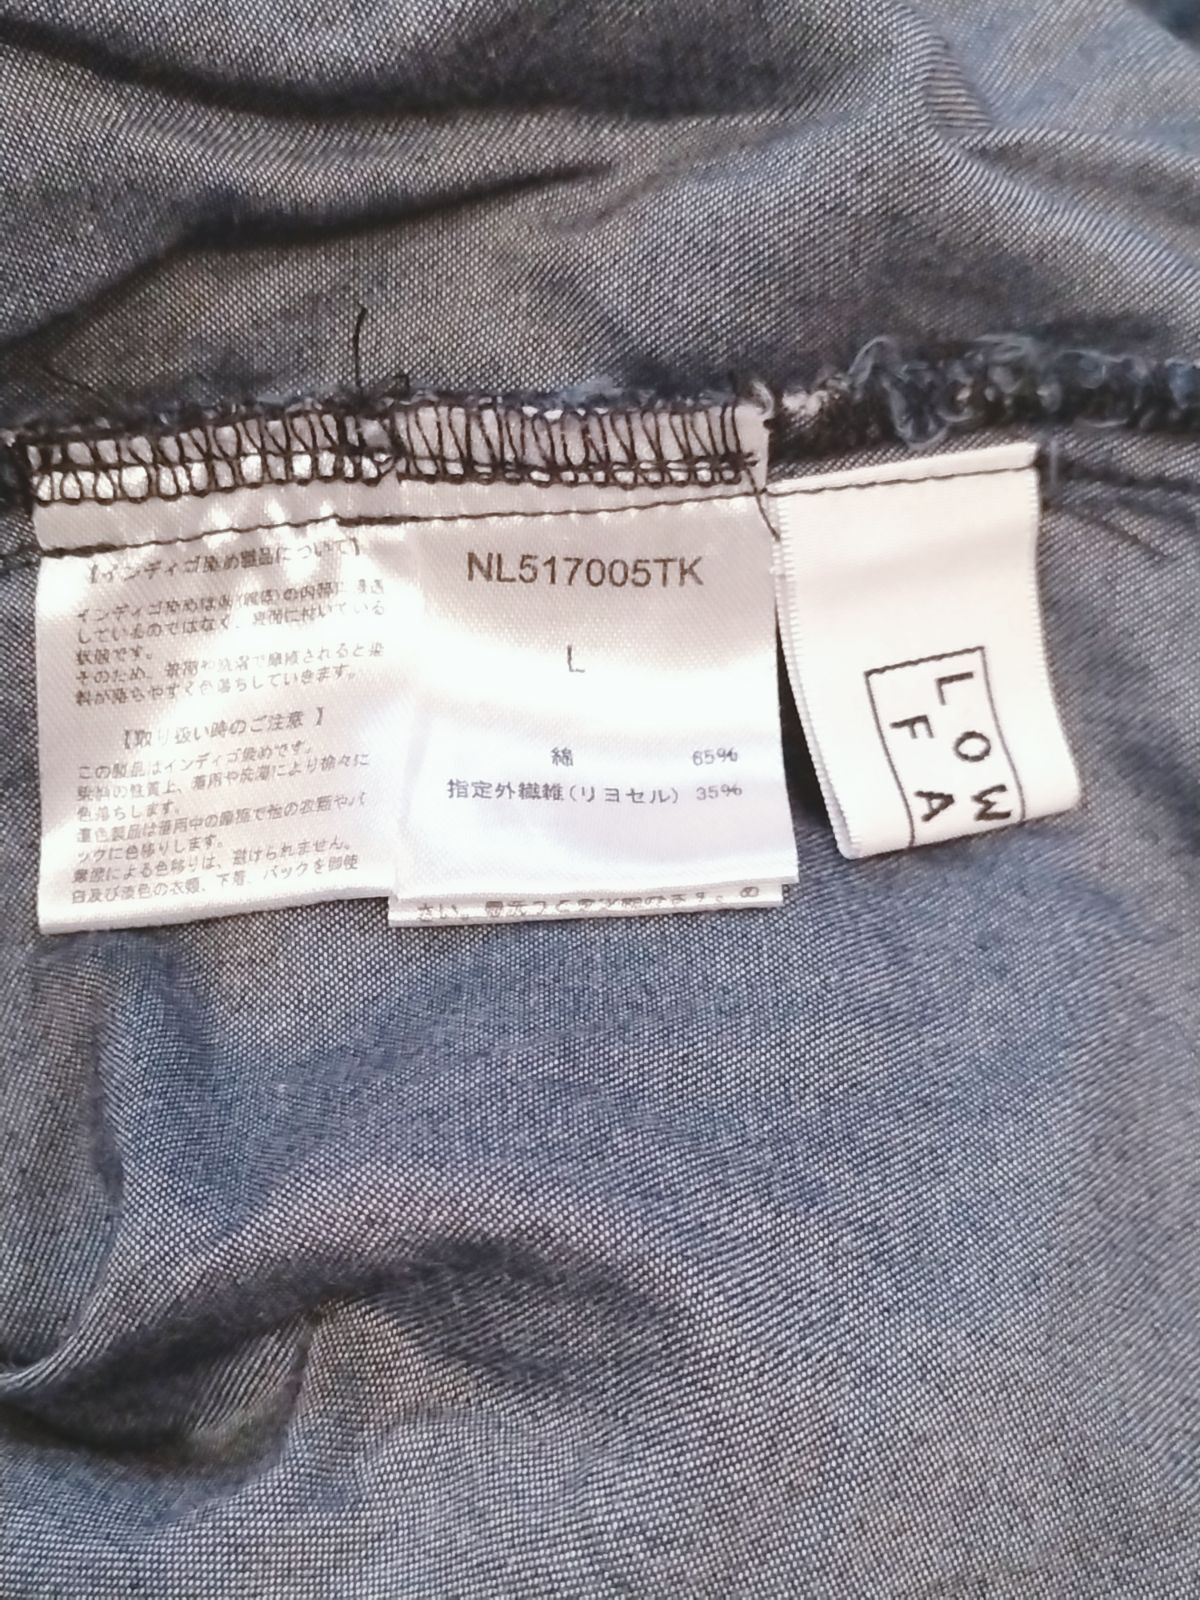 【インディゴ染め製品について】
インディゴ染めは糸(繊維)の内部に浸透
しているのではなく、表面に付いている
状態です。
そのため、着用や洗濯で摩擦されると染
料が落ちやすく色落ちしていきます。
【取り扱い時のご注意】
この製品はインディゴ染めです。
染料の性質上、着用や洗濯により徐々に
色落ちします。
濃色製品は着用中の摩擦で他の衣類やバ
ックに色移りします。
摩擦による色移りは、避けられません。
白及び淡色の衣類、下着、バックを御使
NL517005TK
L
綿 65%
指定外繊維(リヨセル) 35%
さい。
LOW
FA